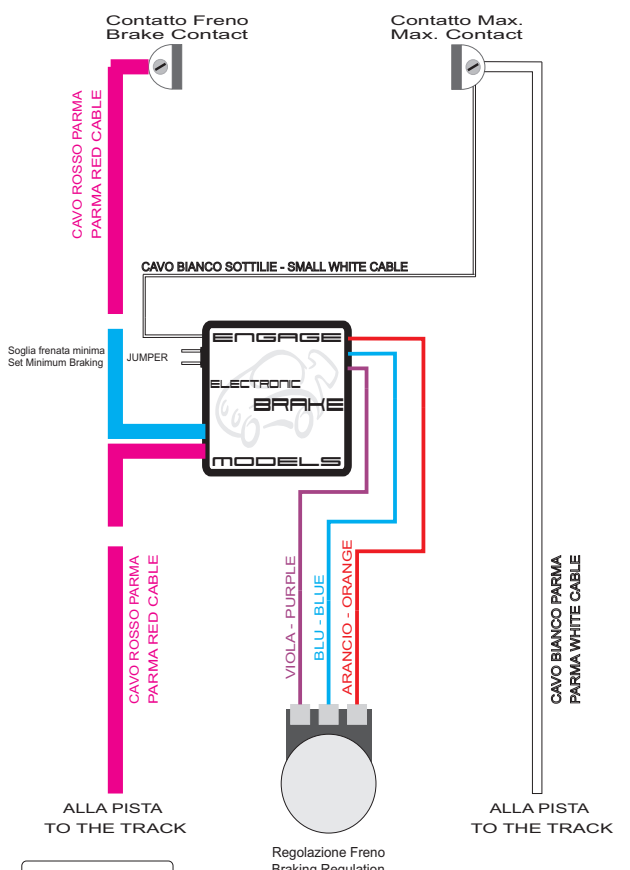 Contatto Freno
Brake Contact
Contatto Max.
Max. Contact
CAVO ROSSO PARMA
PARMA RED CABLE
CAVO BIANCO SOTTILIE - SMALL WHITE CABLE
Soglia frenata minima
Set Minimum Braking
JUMPER
ENGAGE
ELECTRONIC
BRAKE
MODELS
CAVO ROSSO PARMA
PARMA RED CABLE
VIOLA - PURPLE
BLU - BLUE
ARANCIO - ORANGE
CAVO BIANCO PARMA
PARMA WHITE CABLE
ALLA PISTA
TO THE TRACK
ALLA PISTA
TO THE TRACK
Regolazione Freno
Braking Regulation